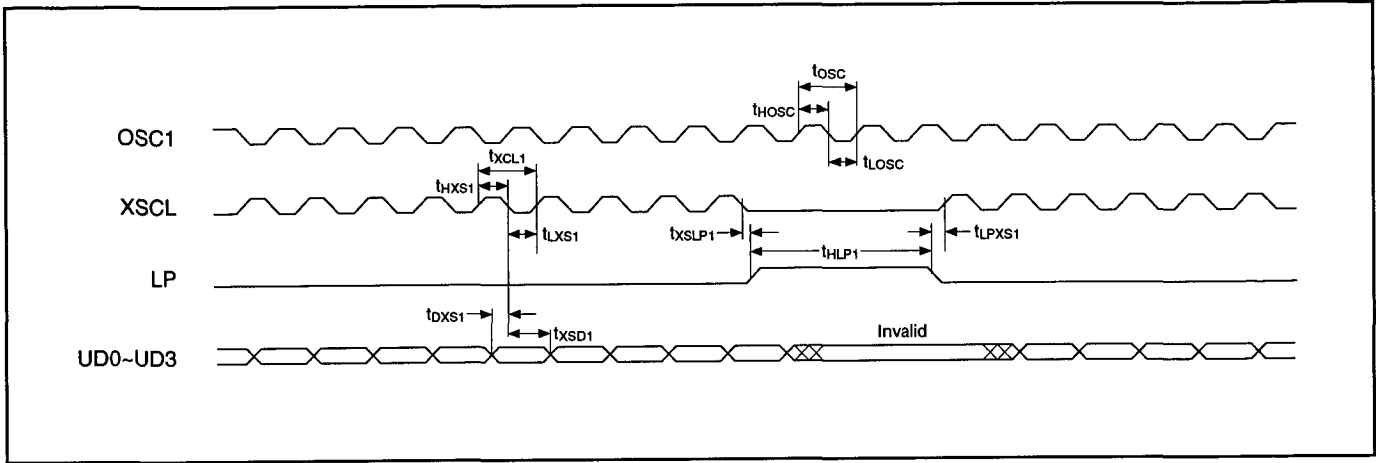 tOSC
tHOSC
OSC1
tLOSC
tXCL1
tHXS1
XSCL
tLXS1
tXSLP1
tLPXS1
tHLP1
LP
tDXS1
tXSD1
Invalid
UD0~UD3